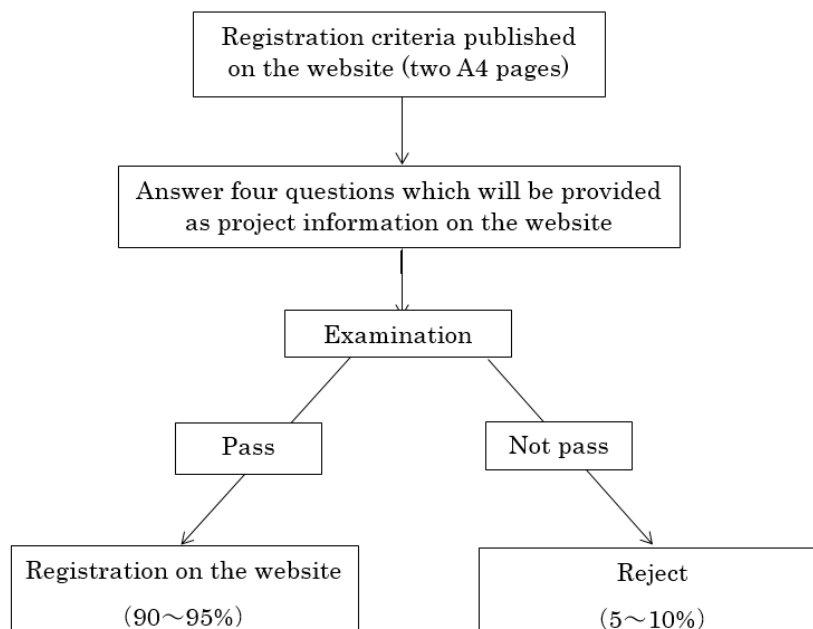 Registration criteria published
on the website (two A4 pages)
Answer four questions which will be provided
as project information on the website
Examination
Pass
Not pass
Registration on the website
（90～95%）
Reject
（5～10%）